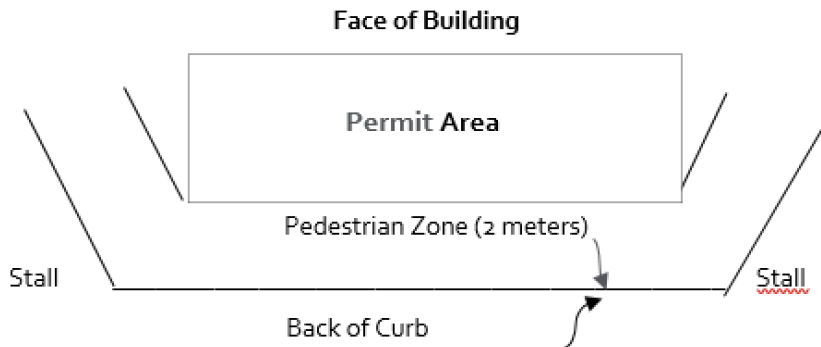 Face of Building
Permit Area
Pedestrian Zone (2 meters)
Stall
Stall
Back of Curb